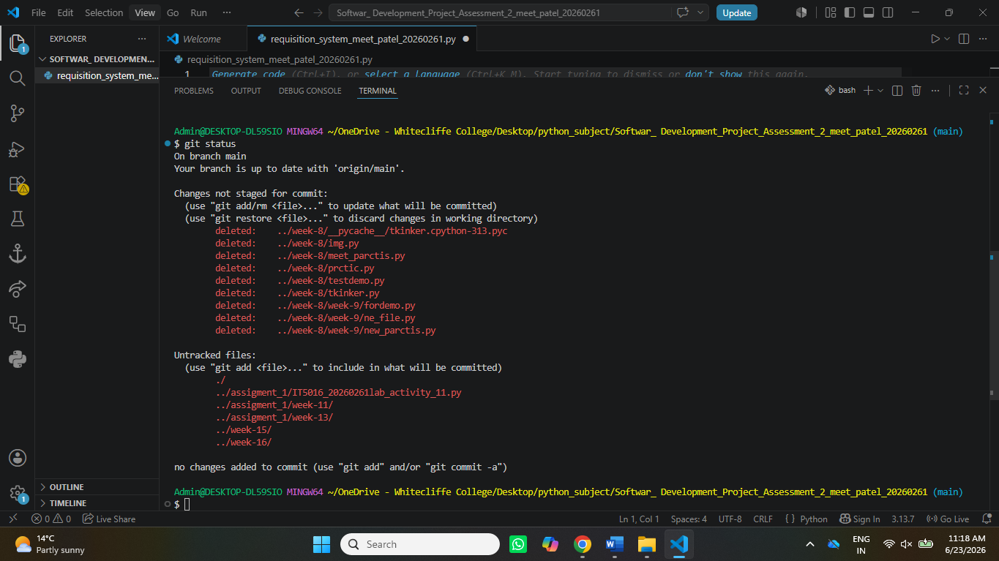 File Edit Selection View Go Run ···
Softwar_ Development_Project_Assessment_2_meet_patel_20260261
Update
EXPLORER ···
SOFTWAR_ DEVELOPMEN...
requisition_system_me...
Welcome
requisition_system_meet_patel_20260261.py
requisition_system_meet_patel_20260261.py
1 Generate code (Ctrl+I), or select a language (Ctrl+K M). Start typing to dismiss or don't show this again.
PROBLEMS OUTPUT DEBUG CONSOLE TERMINAL
bash
Admin@DESKTOP-DL59SIO MINGW64 ~/OneDrive - Whitecliffe College/Desktop/python_subject/Softwar_ Development_Project_Assessment_2_meet_patel_20260261 (main)
$ git status
On branch main
Your branch is up to date with 'origin/main'.
Changes not staged for commit:
(use "git add/rm <file>..." to update what will be committed)
(use "git restore <file>..." to discard changes in working directory)
deleted: ../week-8/__pycache__/tkinker.cpython-313.pyc
deleted: ../week-8/img.py
deleted: ../week-8/meet_parctis.py
deleted: ../week-8/prctic.py
deleted: ../week-8/testdemo.py
deleted: ../week-8/tkinker.py
deleted: ../week-8/week-9/fordemo.py
deleted: ../week-8/week-9/ne_file.py
deleted: ../week-8/week-9/new_parctis.py
Untracked files:
(use "git add <file>..." to include in what will be committed)
./
../assigment_1/IT5016_20260261lab_activity_11.py
../assigment_1/week-11/
../assigment_1/week-13/
../week-15/
../week-16/
no changes added to commit (use "git add" and/or "git commit -a")
Admin@DESKTOP-DL59SIO MINGW64 ~/OneDrive - Whitecliffe College/Desktop/python_subject/Softwar_ Development_Project_Assessment_2_meet_patel_20260261 (main)
$
1
1
OUTLINE
TIMELINE
0 0 Live Share
Ln 1, Col 1 Spaces: 4 UTF-8 CRLF { } Python Sign In 3.13.7 Go Live
14°C
Partly sunny
Search
ENG
IN
11:18 AM
6/23/2026